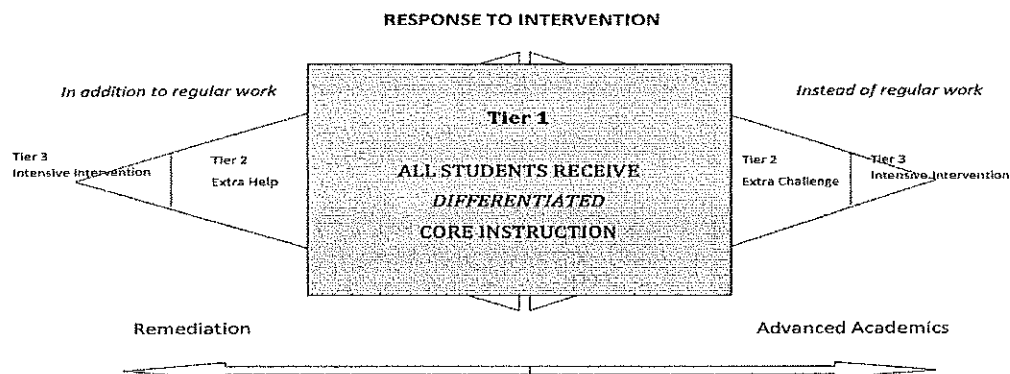 RESPONSE TO INTERVENTION
In addition to regular work
Instead of regular work
Tier 1
ALL STUDENTS RECEIVE
DIFFERENTIATED
CORE INSTRUCTION
Tier 3
Intensive Intervention
Tier 2
Extra Help
Tier 2
Extra Challenge
Tier 3
Intensive Intervention
Remediation
Advanced Academics